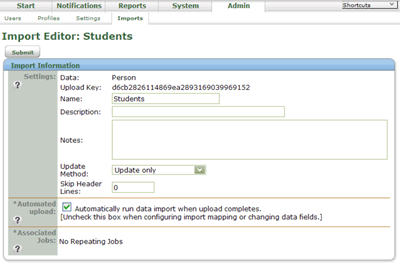 Start Notifications Reports System Admin Shortcuts
Users Profiles Settings Imports
Import Editor: Students
Submit
Import Information
Settings: Data: Person
? Upload Key: d6cb2826114869ea2893169039969152
Name: Students
Description:
Notes:
Update Method: Update only
Skip Header Lines: 0
*Automated upload: Automatically run data import when upload completes.
? [Uncheck this box when configuring import mapping or changing data fields.]
*Associated Jobs: No Repeating Jobs
?